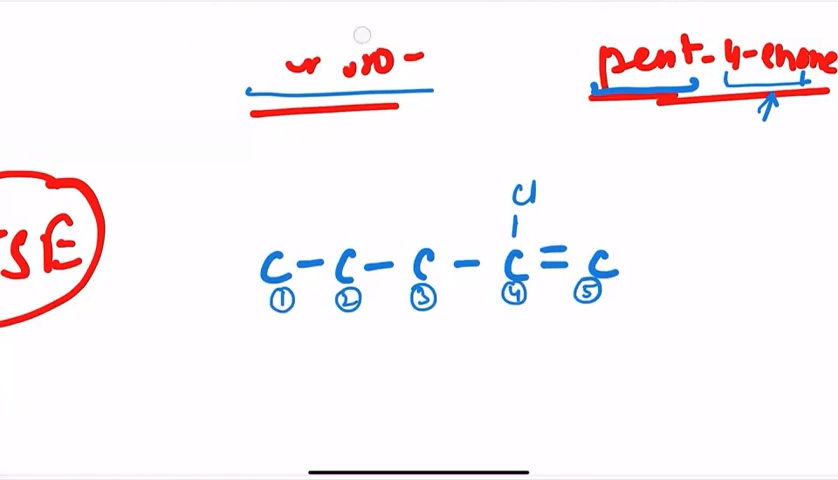 pent-4-enone
SE
Cl
C-C-C-C=C
① ② ③ ④ ⑤